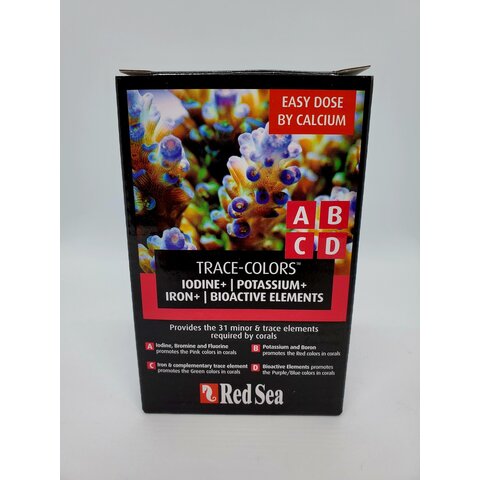 EASY DOSE
BY CALCIUM
A B
C D
TRACE-COLORS™
IODINE+ | POTASSIUM+
IRON+ | BIOACTIVE ELEMENTS
Provides the 31 minor & trace elements
required by corals
A Iodine, Bromine and Fluorine
promotes the Pink colors in corals
B Potassium and Boron
promotes the Red colors in corals
C Iron & complementary trace element
promotes the Green colors in corals
D Bioactive Elements promotes
the Purple/Blue colors in corals
Red Sea